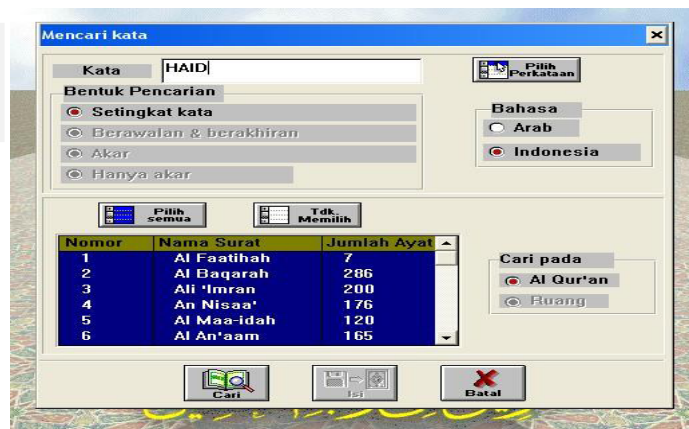 Mencari kata
Kata HAID
Pilih Perkataan
Bentuk Pencarian
Setingkat kata
Berawalan & berakhiran
Akar
Hanya akar
Bahasa
Arab
Indonesia
Pilih semua
Tdk. Memilih
Nomor Nama Surat Jumlah Ayat
1 Al Faatihah 7
2 Al Baqarah 286
3 Ali 'Imran 200
4 An Nisaa' 176
5 Al Maa-idah 120
6 Al An'aam 165
Cari pada
Al Qur'an
Ruang
Cari
Isi
Batal